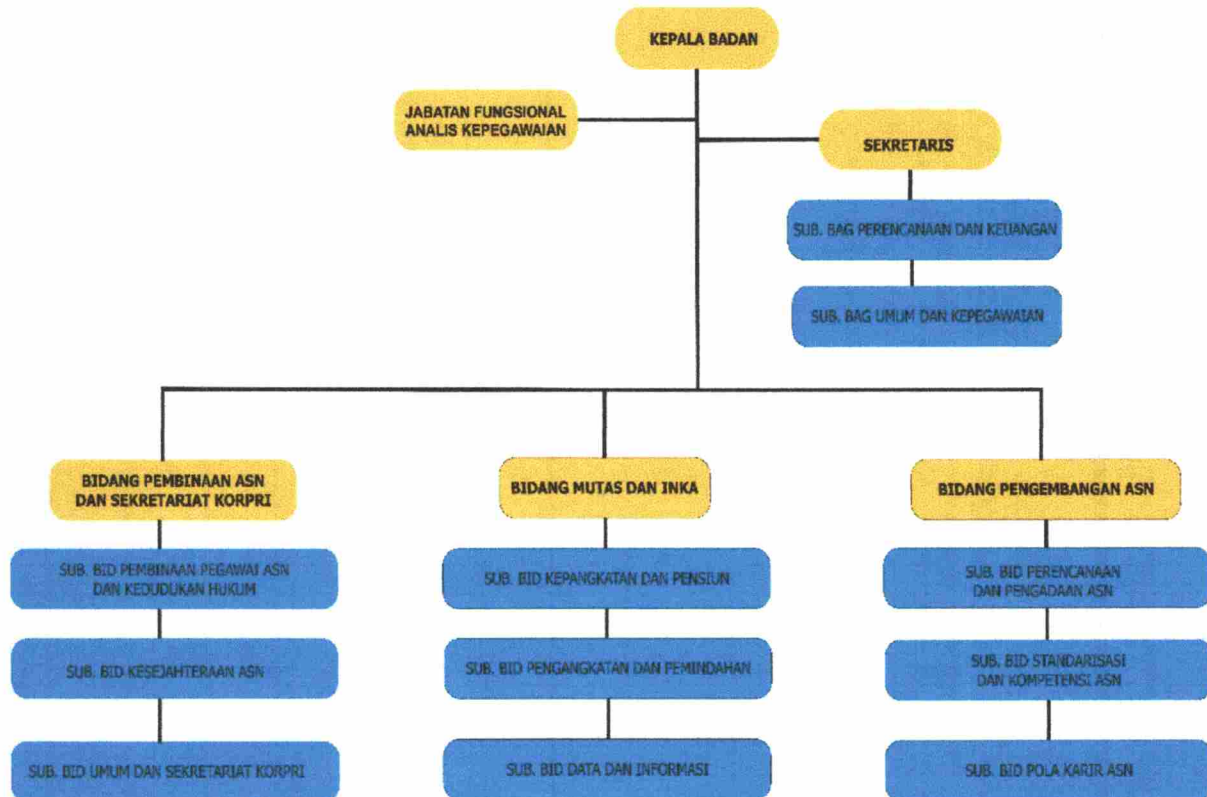 KEPALA BADAN
JABATAN FUNGSIONAL
ANALIS KEPEGAWAIAN
SEKRETARIS
SUB. BAG PERENCANAAN DAN KEUANGAN
SUB. BAG UMUM DAN KEPEGAWAIAN
BIDANG PEMBINAAN ASN
DAN SEKRETARIAT KORPRI
SUB. BID PEMBINAAN PEGAWAI ASN
DAN KEDUDUKAN HUKUM
SUB. BID KESEJAHTERAAN ASN
SUB. BID UMUM DAN SEKRETARIAT KORPRI
BIDANG MUTAS DAN INKA
SUB. BID KEPANGKATAN DAN PENSIUN
SUB. BID PENGANGKATAN DAN PEMINDAHAN
SUB. BID DATA DAN INFORMASI
BIDANG PENGEMBANGAN ASN
SUB. BID PERENCANAAN
DAN PENGADAAN ASN
SUB. BID STANDARISASI
DAN KOMPETENSI ASN
SUB. BID POLA KARIR ASN